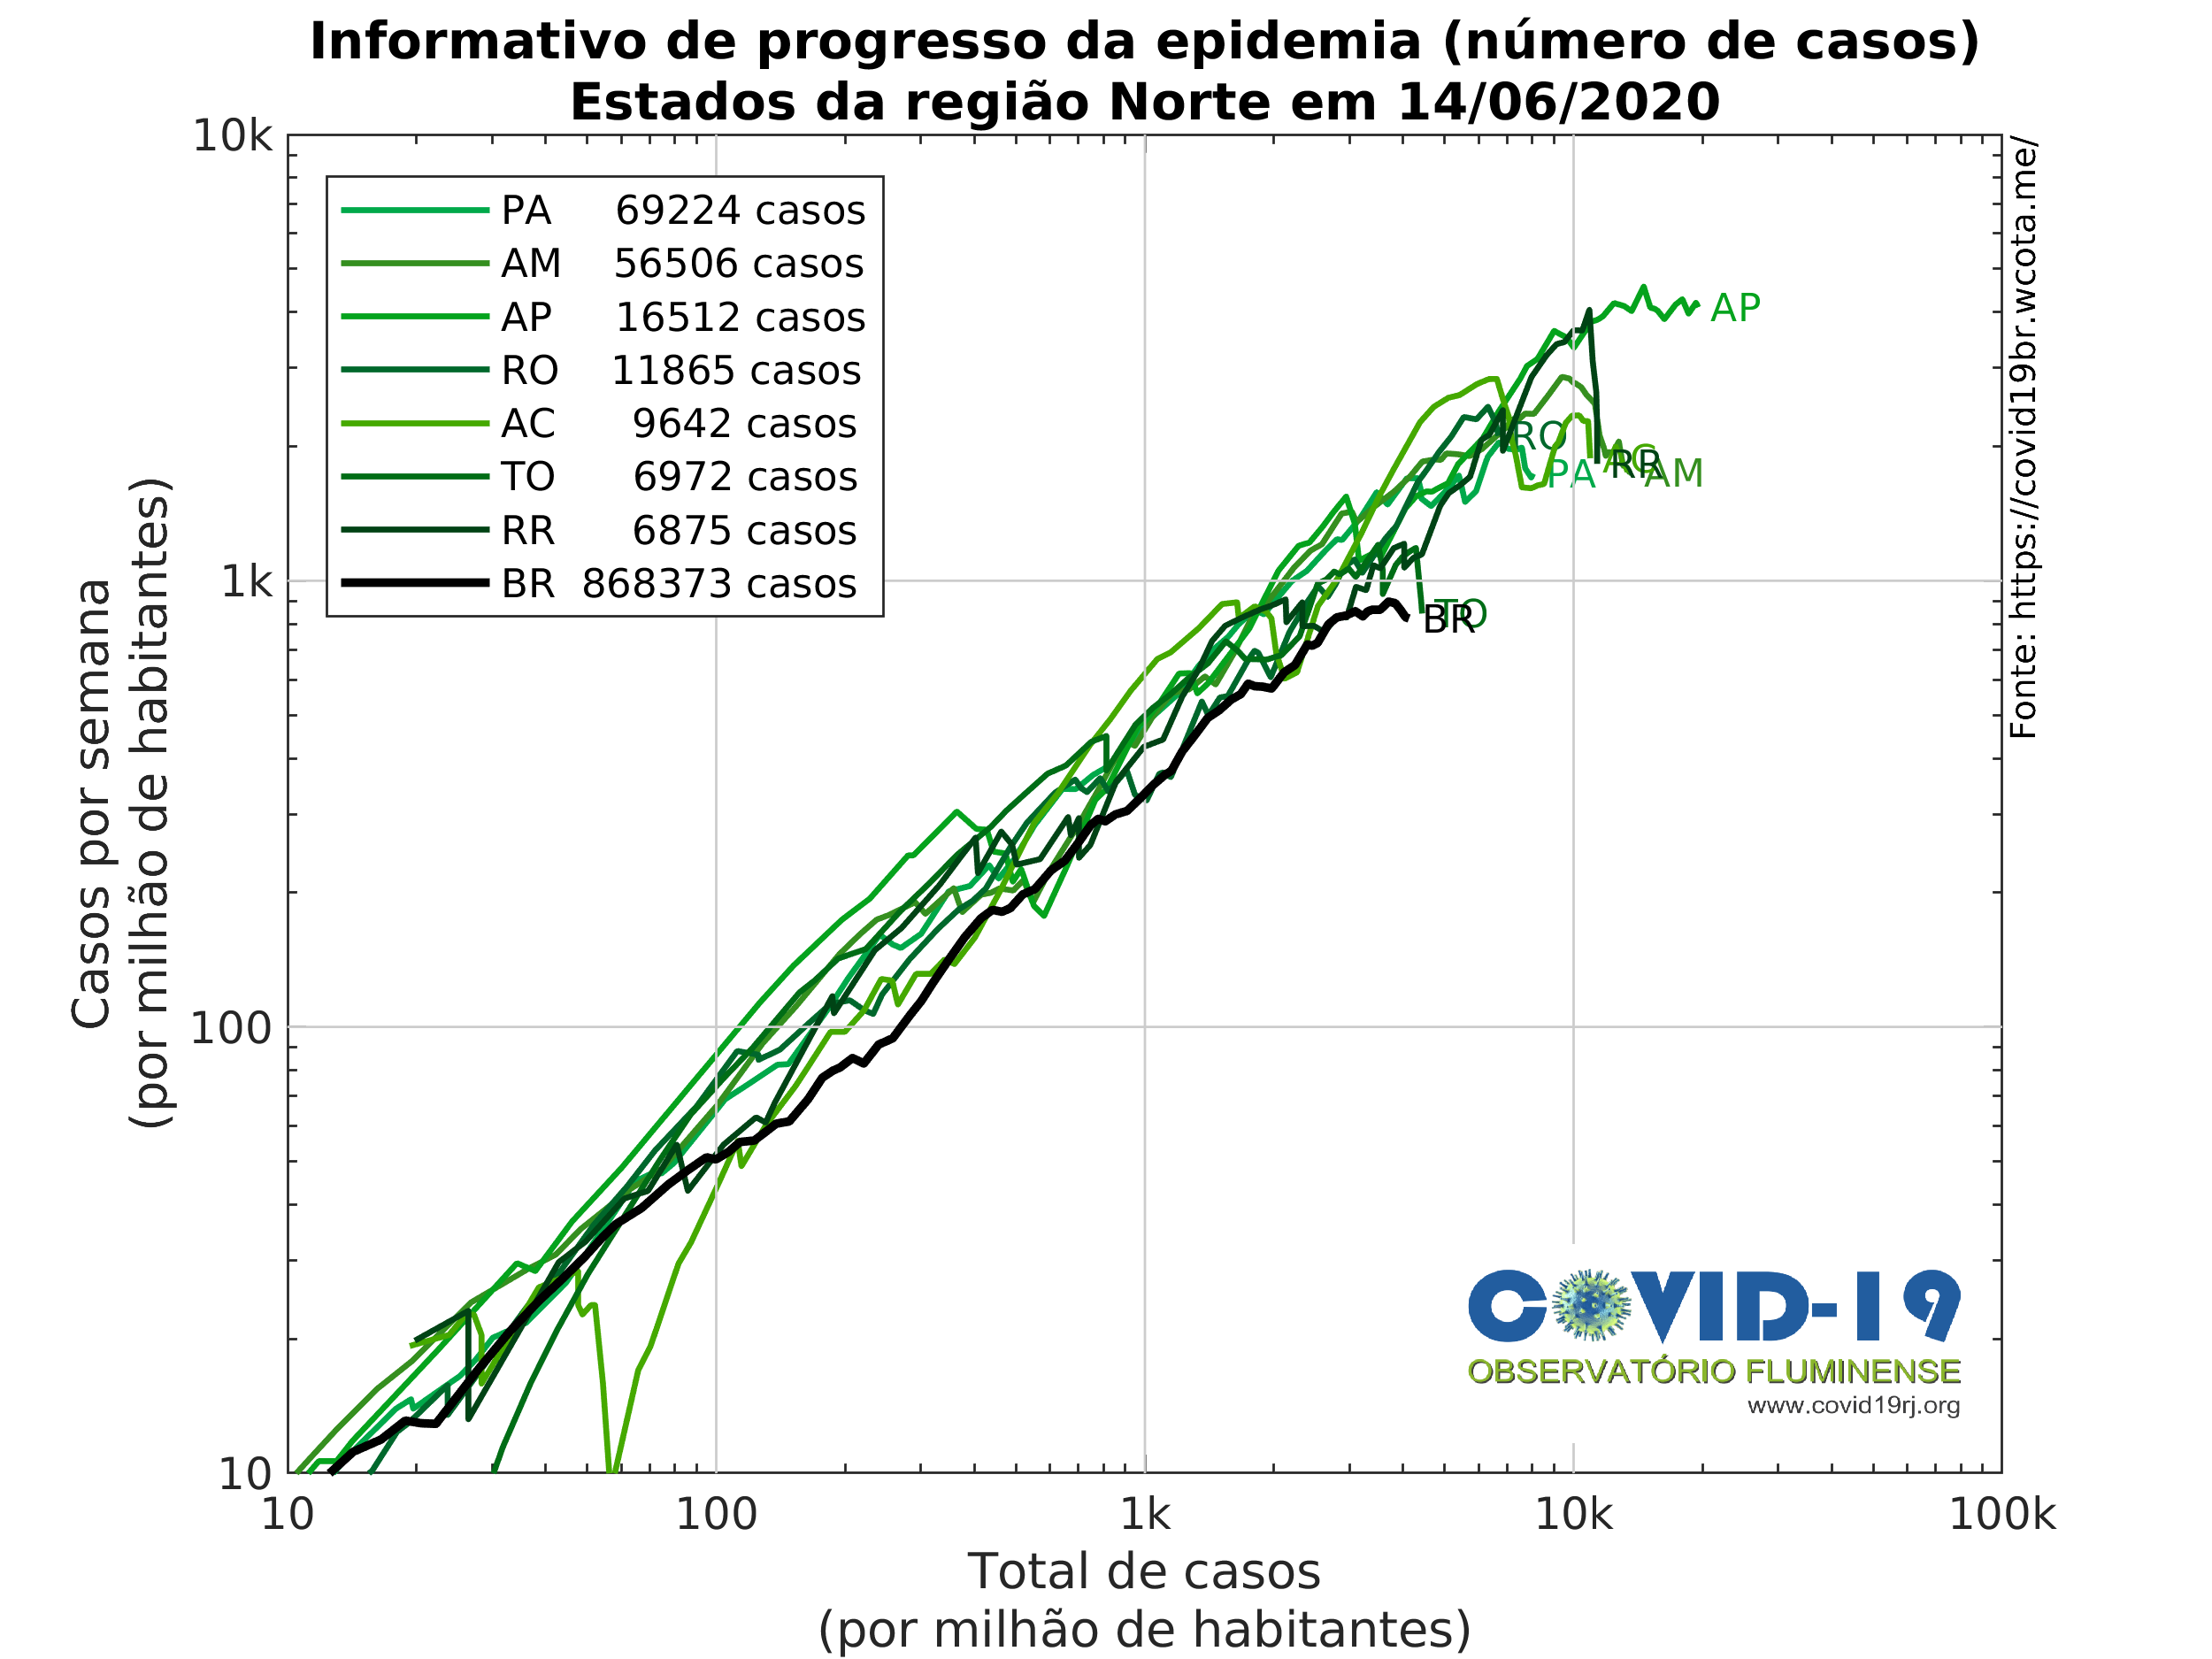 Informativo de progresso da epidemia (número de casos)
Estados da região Norte em 14/06/2020
10k
1k
100
10
Casos por semana
(por milhão de habitantes)
PA 69224 casos
AM 56506 casos
AP 16512 casos
RO 11865 casos
AC 9642 casos
TO 6972 casos
RR 6875 casos
BR 868373 casos
AP
RO
PA
AC
RR
AM
TO
BR
Fonte: https://covid19br.wcota.me/
COVID-19
OBSERVATÓRIO FLUMINENSE
www.covid19rj.org
10 100 1k 10k 100k
Total de casos
(por milhão de habitantes)